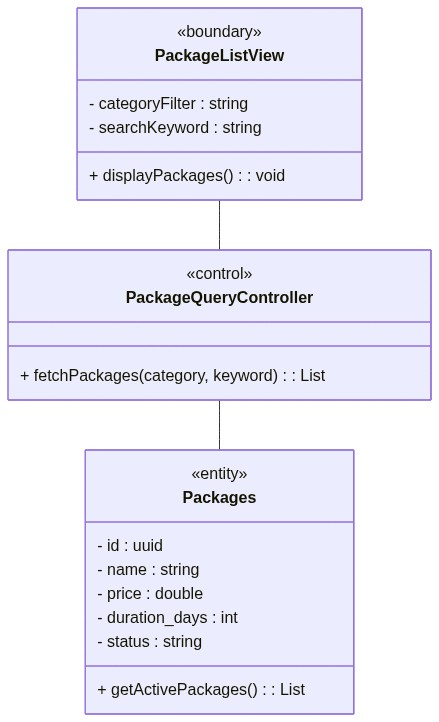 «boundary»
PackageListView
- categoryFilter : string
- searchKeyword : string
+ displayPackages() : : void
«control»
PackageQueryController
+ fetchPackages(category, keyword) : : List
«entity»
Packages
- id : uuid
- name : string
- price : double
- duration_days : int
- status : string
+ getActivePackages() : : List